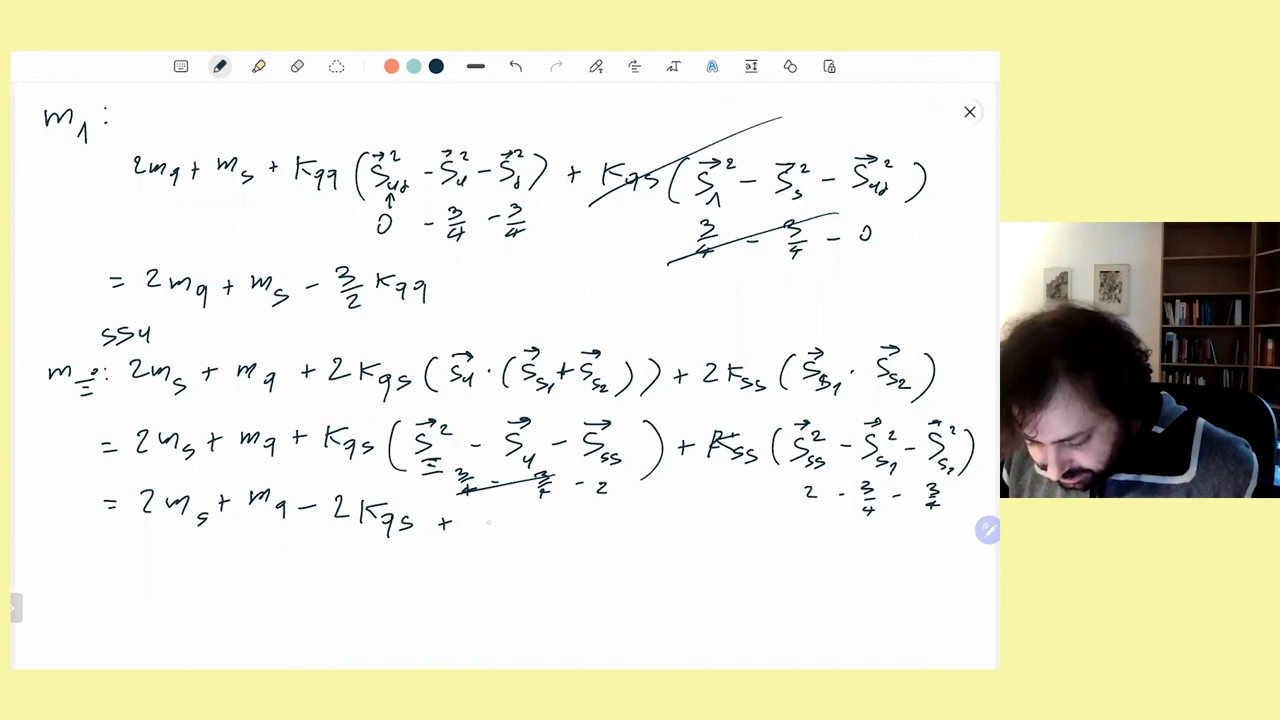 m_Λ :
2m_q + m_s + K_qq (S⃗_ud² - S⃗_u² - S⃗_d²) + K_qs (S⃗_Λ² - S⃗_s² - S⃗_ud²)
↑
0 - 3/4 - 3/4 3/4 - 3/4 - 0
= 2m_q + m_s - 3/2 K_qq
ssu
m_Ξ⁰ : 2m_s + m_q + 2K_qs (S⃗_u · (S⃗_s1 + S⃗_s2)) + 2K_ss (S⃗_s1 · S⃗_s2)
= 2m_s + m_q + K_qs (S⃗_Ξ² - S⃗_u - S⃗_ss) + K_ss (S⃗_ss² - S⃗_s1² - S⃗_s2²)
3/4 - 3/4 - 2 2 - 3/4 - 3/4
= 2m_s + m_q - 2K_qs +